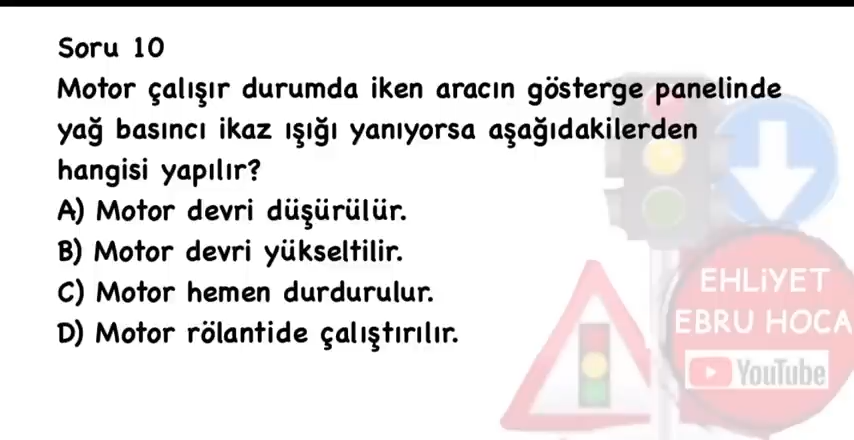 Soru 10
Motor çalışır durumda iken aracın gösterge panelinde
yağ basıncı ikaz ışığı yanıyorsa aşağıdakilerden
hangisi yapılır?
A) Motor devri düşürülür.
B) Motor devri yükseltilir.
C) Motor hemen durdurulur.
D) Motor rölantide çalıştırılır.
EHLİYET
EBRU HOCA
YouTube